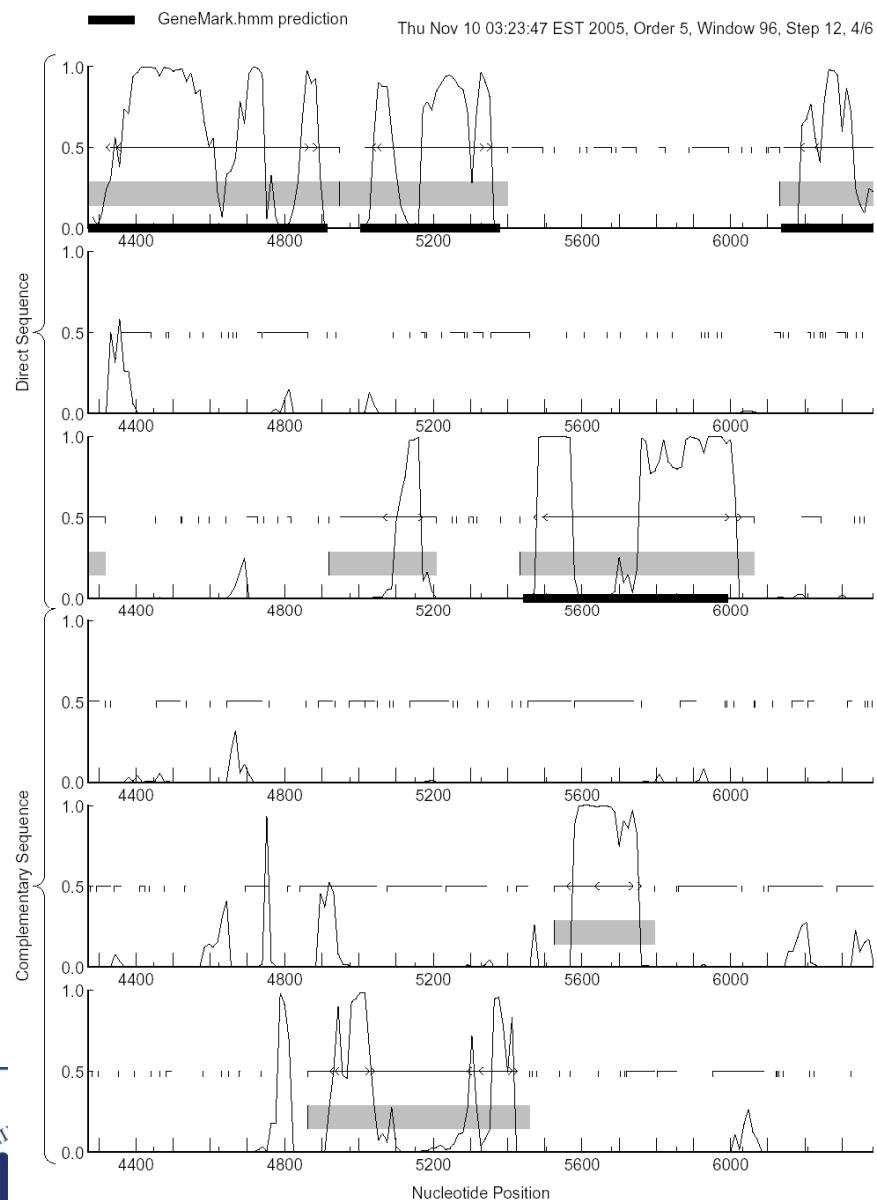 GeneMark.hmm prediction
Thu Nov 10 03:23:47 EST 2005, Order 5, Window 96, Step 12, 4/6
Direct Sequence
1.0
0.5
0.0
4400 4800 5200 5600 6000
1.0
0.5
0.0
4400 4800 5200 5600 6000
1.0
0.5
0.0
4400 4800 5200 5600 6000
Complementary Sequence
1.0
0.5
0.0
4400 4800 5200 5600 6000
1.0
0.5
0.0
4400 4800 5200 5600 6000
1.0
0.5
0.0
4400 4800 5200 5600 6000
Nucleotide Position